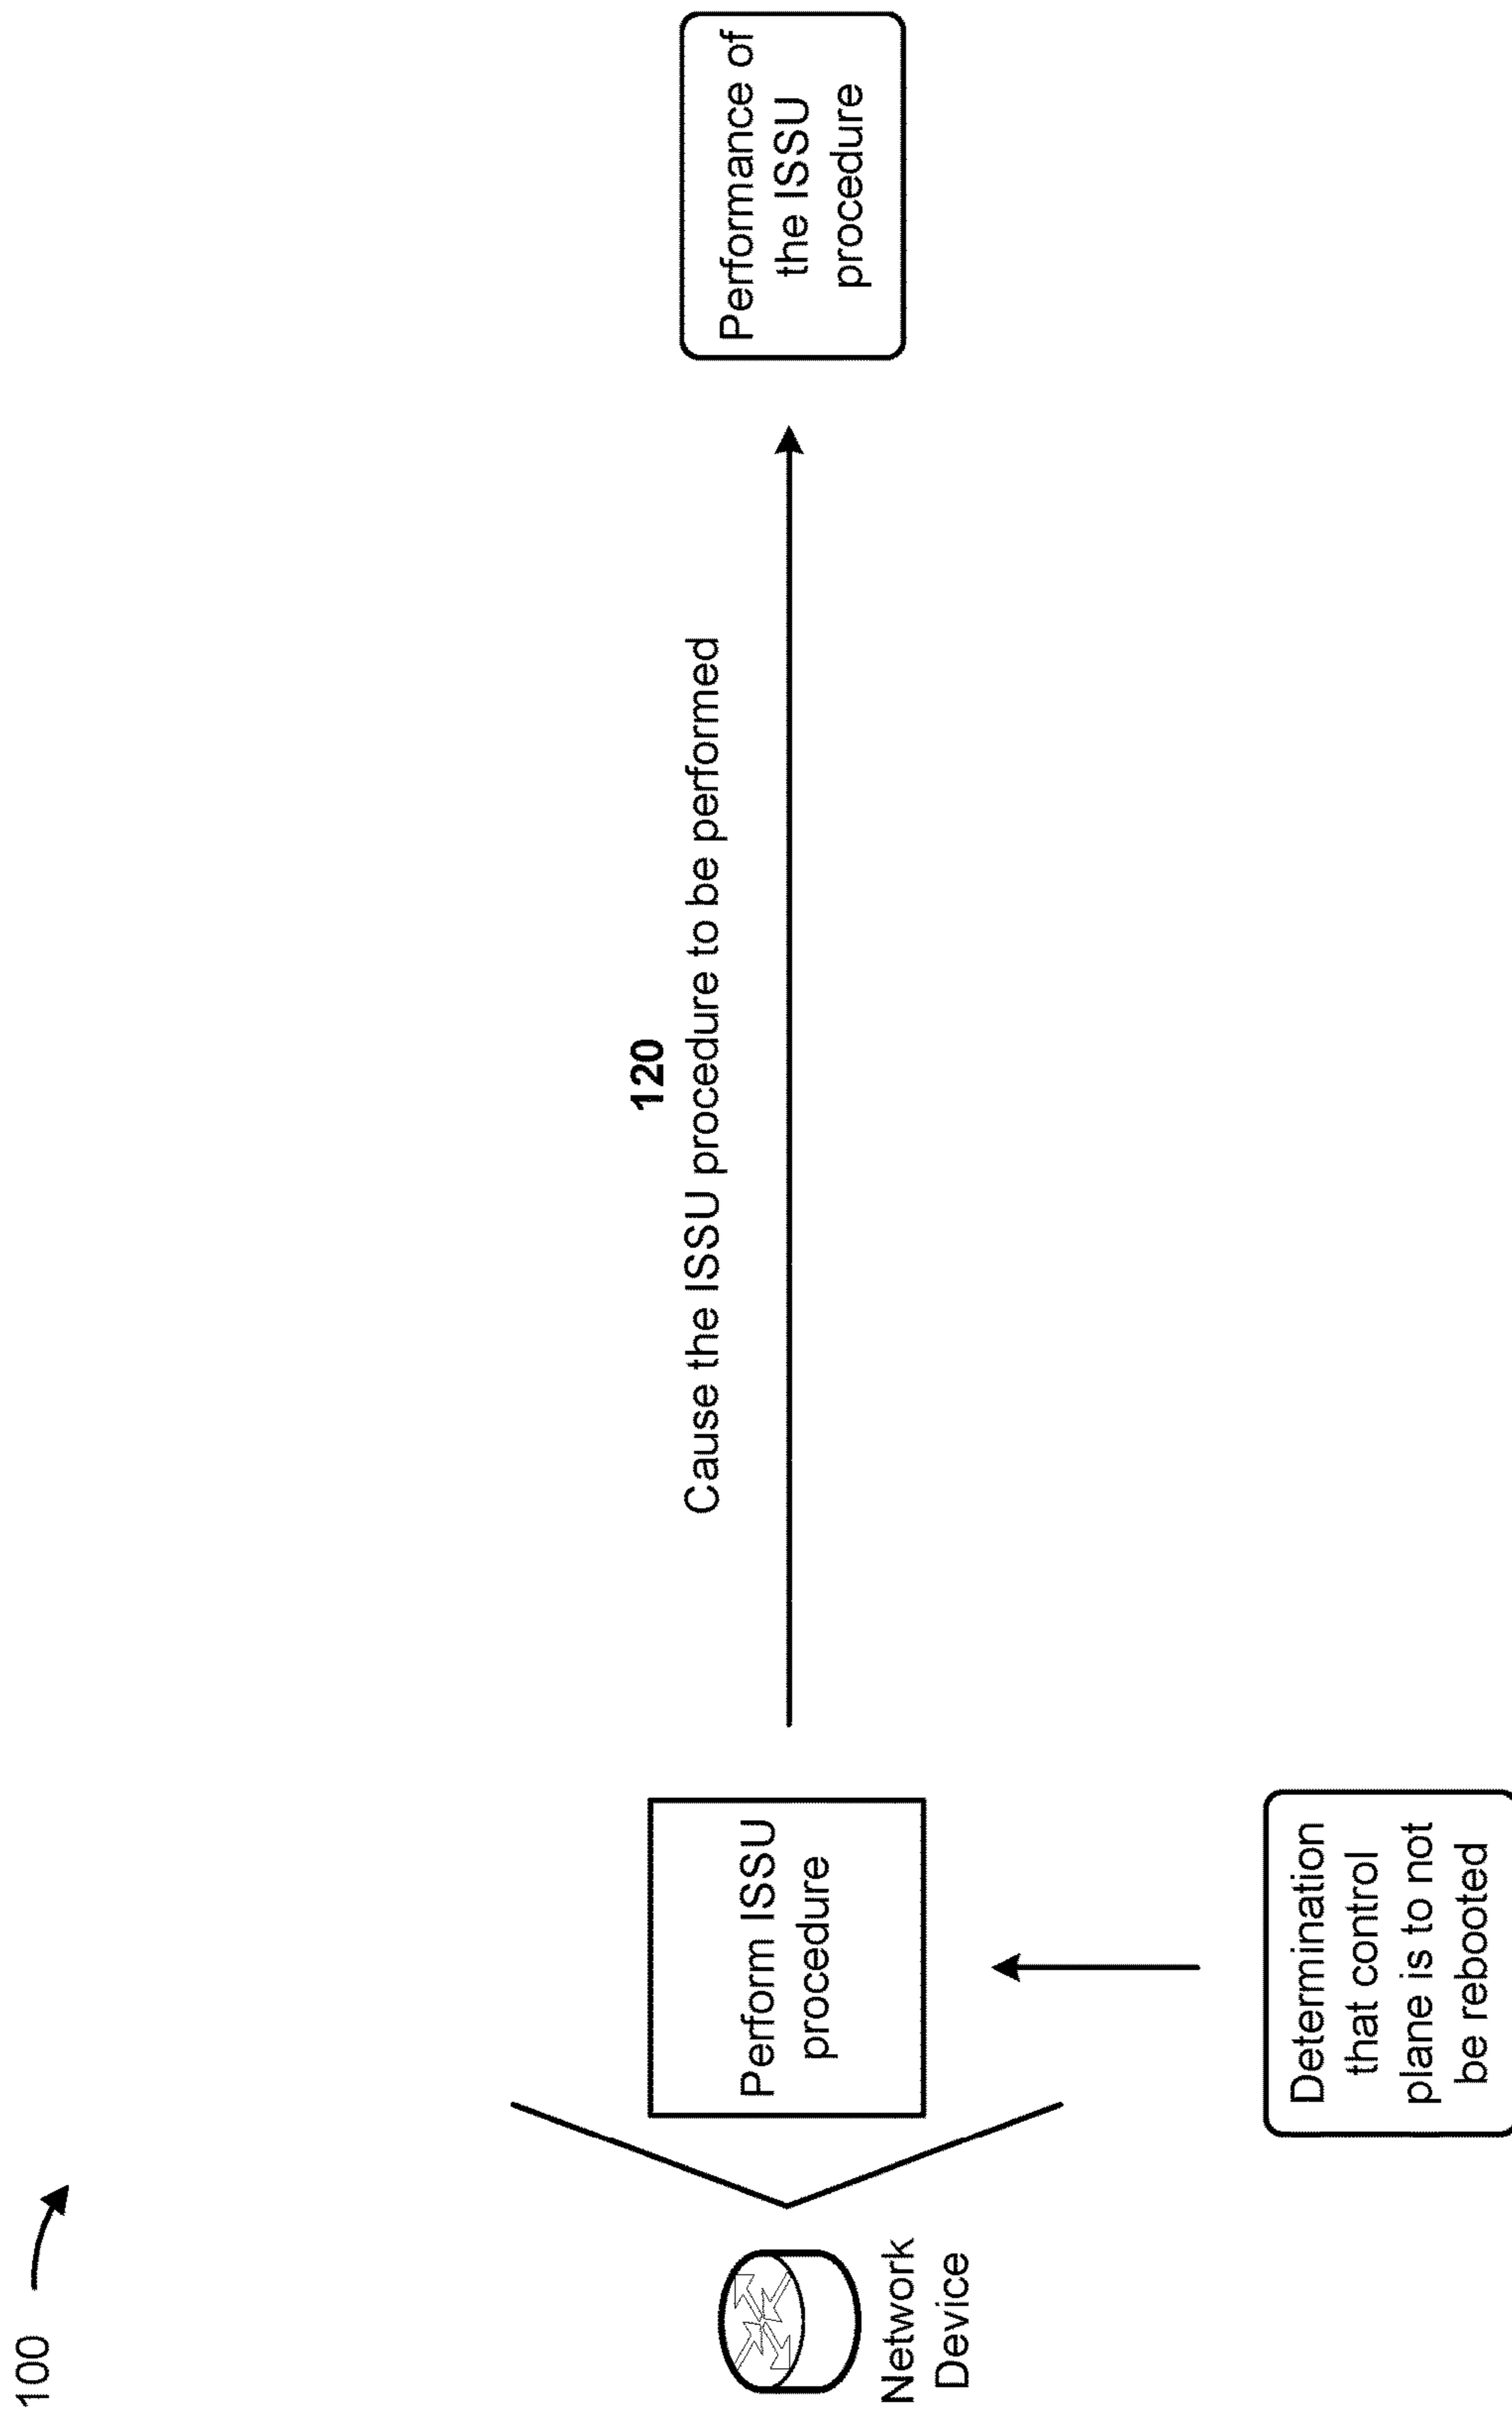 100
120
Cause the ISSU procedure to be performed
Network
Device
Perform ISSU
procedure
Performance of
the ISSU
procedure
Determination
that control
plane is to not
be rebooted